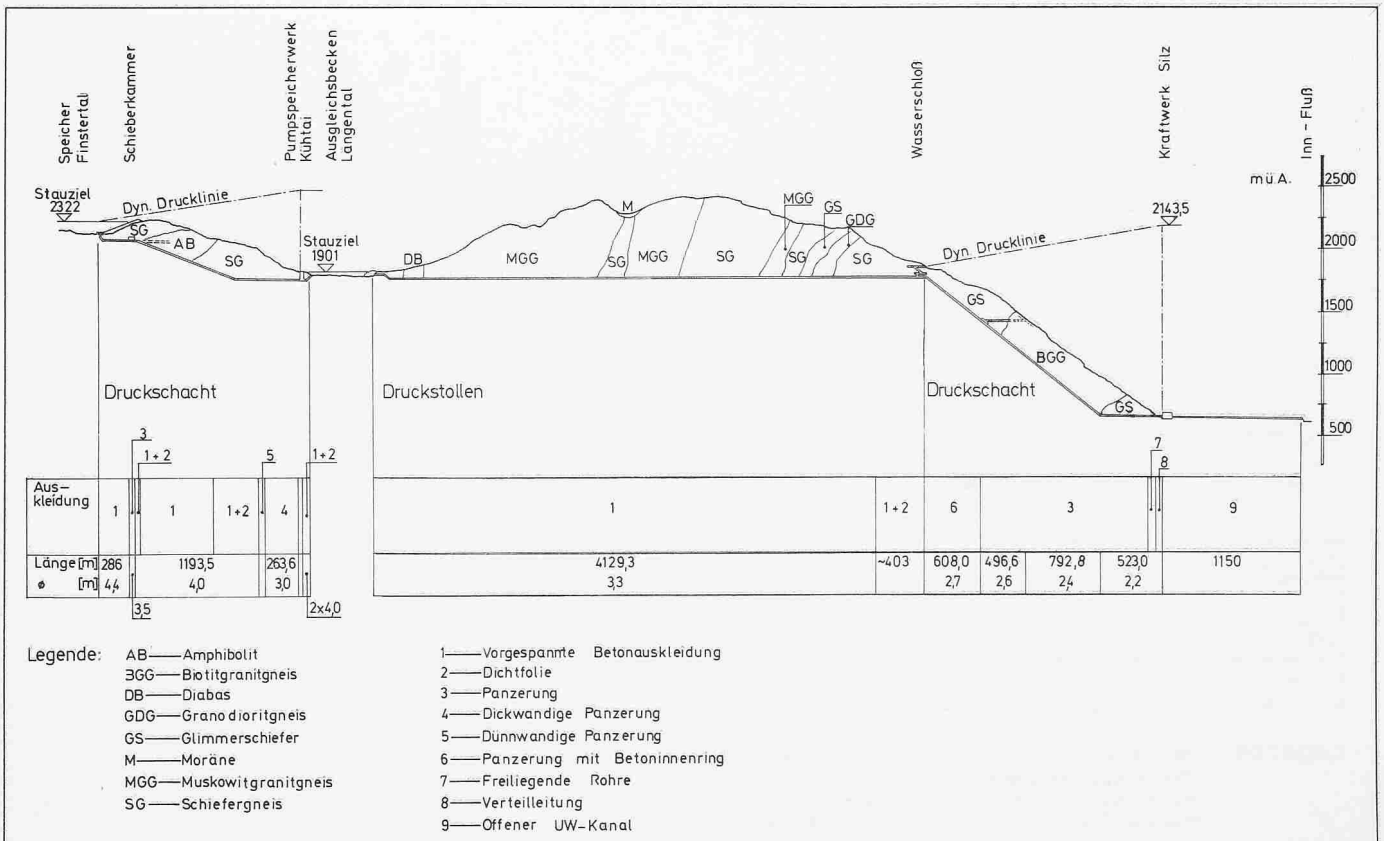 Speicher
Finstertal
Schieberkammer
Pumpspeicherwerk
Kühtai
Ausgleichsbecken
Längental
Wasserschloß
Kraftwerk Silz
Inn - Fluß
Stauziel
2322
Dyn. Drucklinie
SG
AB
SG
Stauziel
1901
DB
MGG
SG
M
MGG
SG
MGG
SG
GS
GDG
SG
Dyn. Drucklinie
2143,5
GS
BGG
GS
m ü. A.
2500
2000
1500
1000
500
Druckschacht
Druckstollen
Druckschacht
3
1 + 2
5
1 + 2
7
8
Aus-
kleidung
1
1
1+2
4
1
1 + 2
6
3
9
Länge [m] 286 1193,5 263,6 4129,3 ~403 608,0 496,6 792,8 523,0 1150
ø [m] 4,4 4,0 3,0 3,3 2,7 2,6 2,4 2,2
3,5
2x4,0
Legende:
AB — Amphibolit
BGG — Biotitgranitgneis
DB — Diabas
GDG — Granodioritgneis
GS — Glimmerschiefer
M — Moräne
MGG — Muskowitgranitgneis
SG — Schiefergneis
1 — Vorgespannte Betonauskleidung
2 — Dichtfolie
3 — Panzerung
4 — Dickwandige Panzerung
5 — Dünnwandige Panzerung
6 — Panzerung mit Betoninnenring
7 — Freiliegende Rohre
8 — Verteilleitung
9 — Offener UW-Kanal